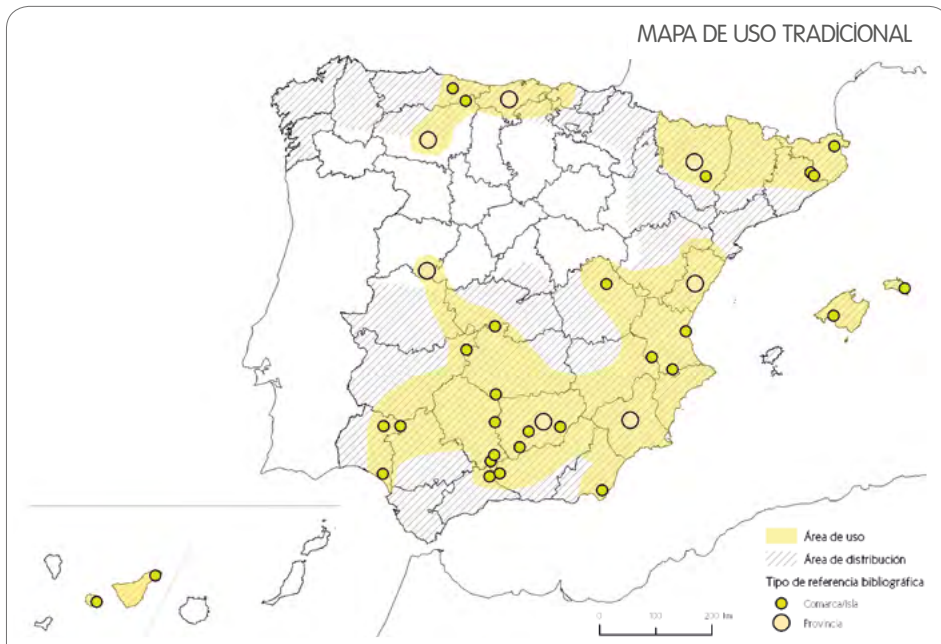 MAPA DE USO TRADICIONAL
Área de uso
Área de distribución
Tipo de referencia bibliográfica
Comarca/Isla
Provincia
0 100 200 km